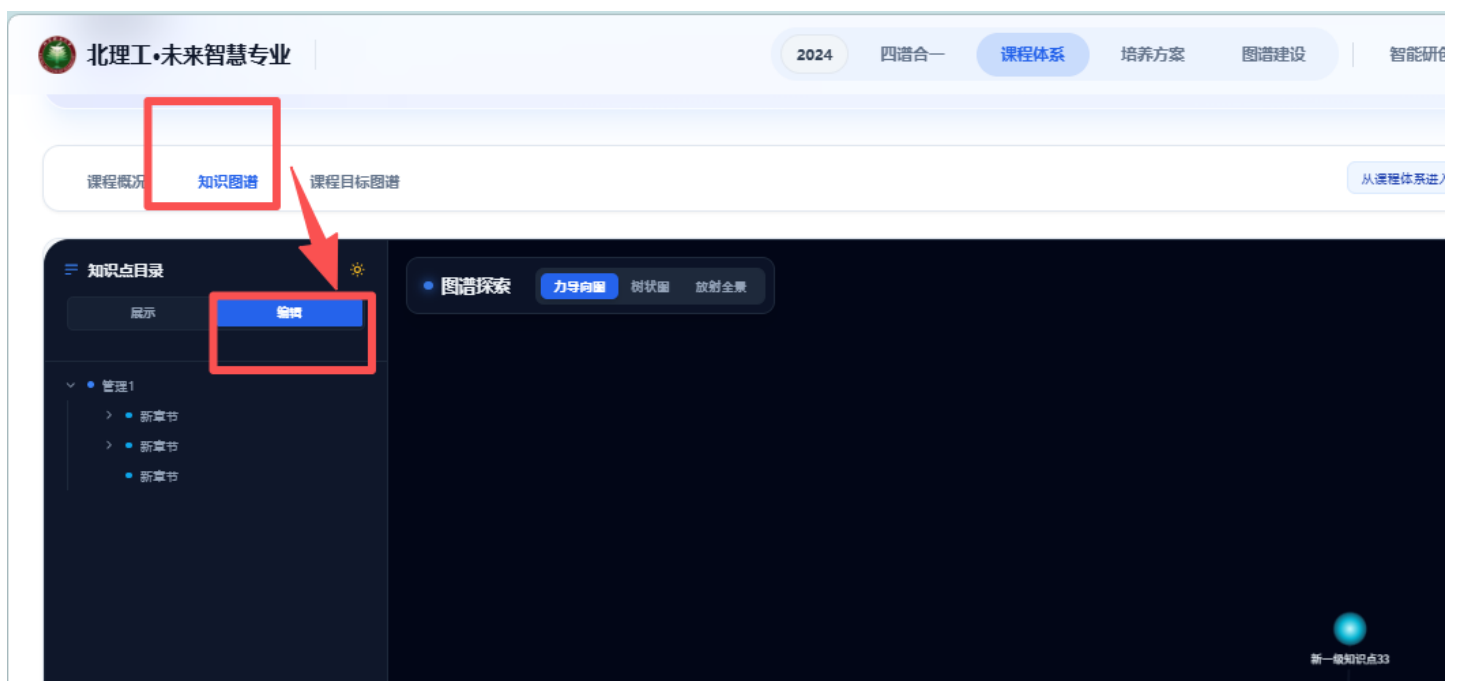 北理工•未来智慧专业
2024 四谱合一 课程体系 培养方案 图谱建设 智能研创
课程概况 知识图谱 课程目标图谱
从课程体系进入
知识点目录
图谱探索 力导向图 树状图 放射全景
展示 编辑
管理1
新章节
新章节
新章节
新一级知识点33